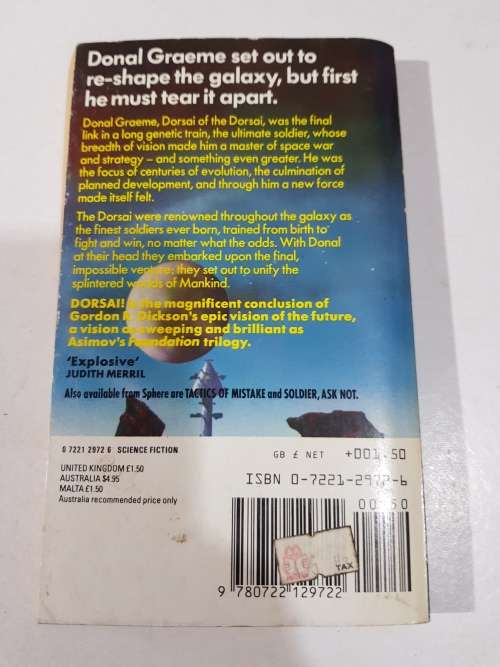 Donal Graeme set out to
re-shape the galaxy, but first
he must tear it apart.
Donal Graeme, Dorsai of the Dorsai, was the final
link in a long genetic train, the ultimate soldier, whose
breadth of vision made him a master of space war
and strategy – and something even greater. He was
the focus of centuries of evolution, the culmination of
planned development, and through him a new force
made itself felt.
The Dorsai were renowned throughout the galaxy as
the finest soldiers ever born, trained from birth to
fight and win, no matter what the odds. With Donal
at their head they embarked upon the final,
impossible venture: they set out to unify the
splintered worlds of Mankind.
DORSAI! is the magnificent conclusion of
Gordon R. Dickson's epic vision of the future,
a vision as sweeping and brilliant as
Asimov's Foundation trilogy.
'Explosive'
JUDITH MERRIL
Also available from Sphere are TACTICS OF MISTAKE and SOLDIER, ASK NOT.
0 7221 2972 6 SCIENCE FICTION
GB £ NET +001.50
UNITED KINGDOM £1.50
AUSTRALIA $4.95
MALTA £1.50
Australia recommended price only
ISBN 0-7221-2972-6
TAX
9 780722 129722